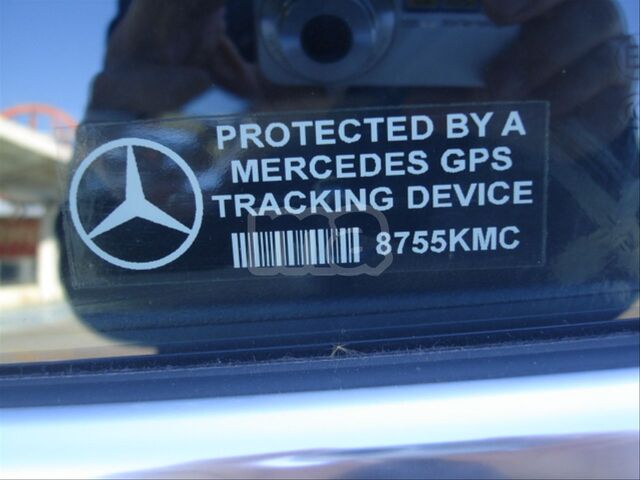 PROTECTED BY A
MERCEDES GPS
TRACKING DEVICE
8755KMC